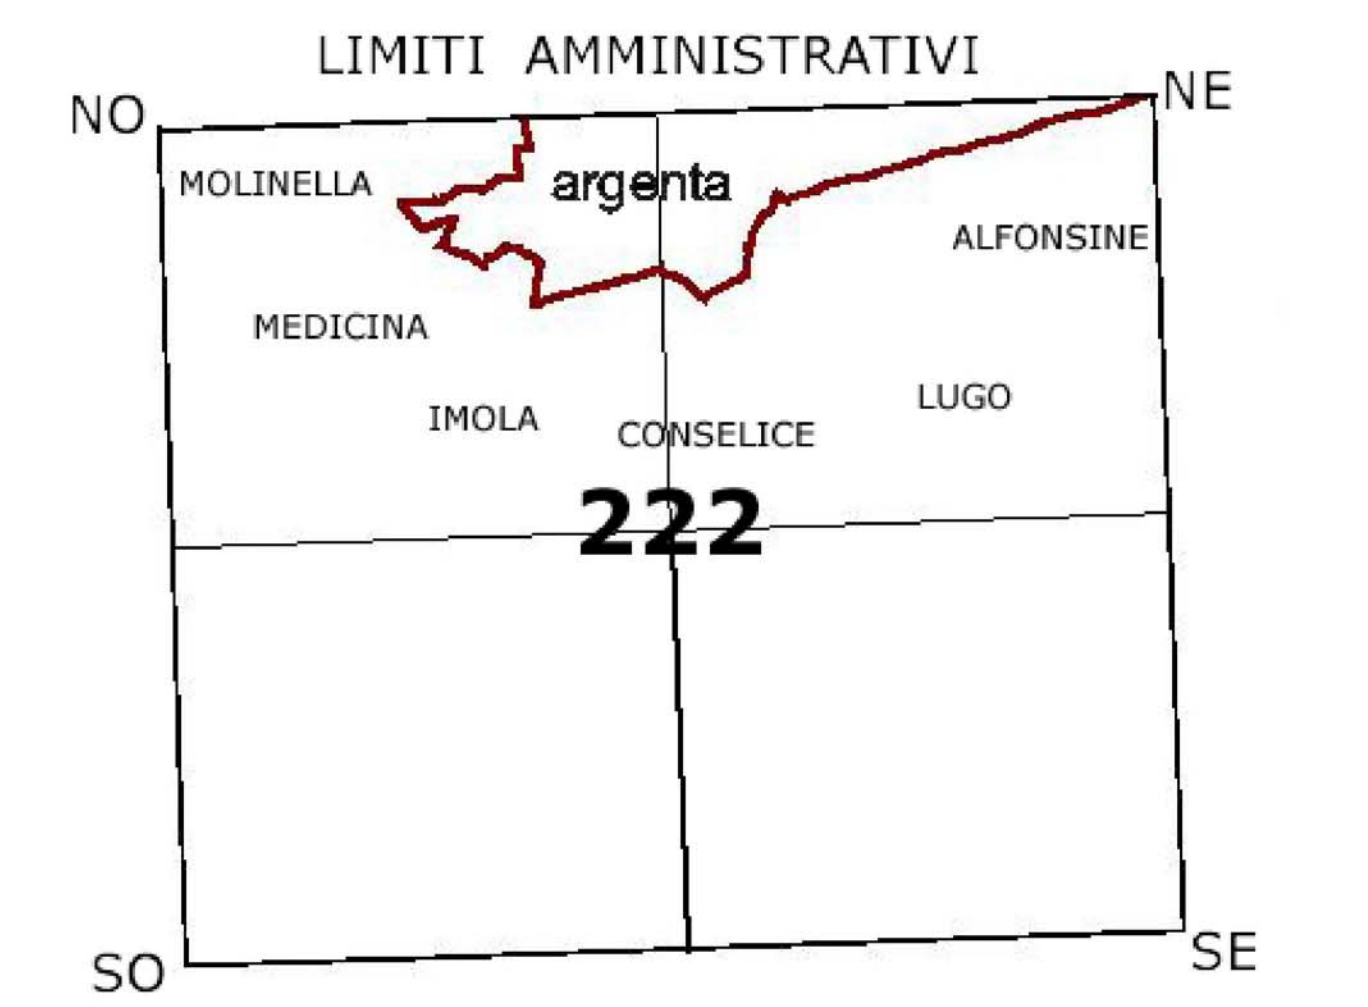 LIMITI AMMINISTRATIVI
NO
NE
MOLINELLA
argenta
ALFONSINE
MEDICINA
IMOLA
CONSELICE
LUGO
222
SO
SE